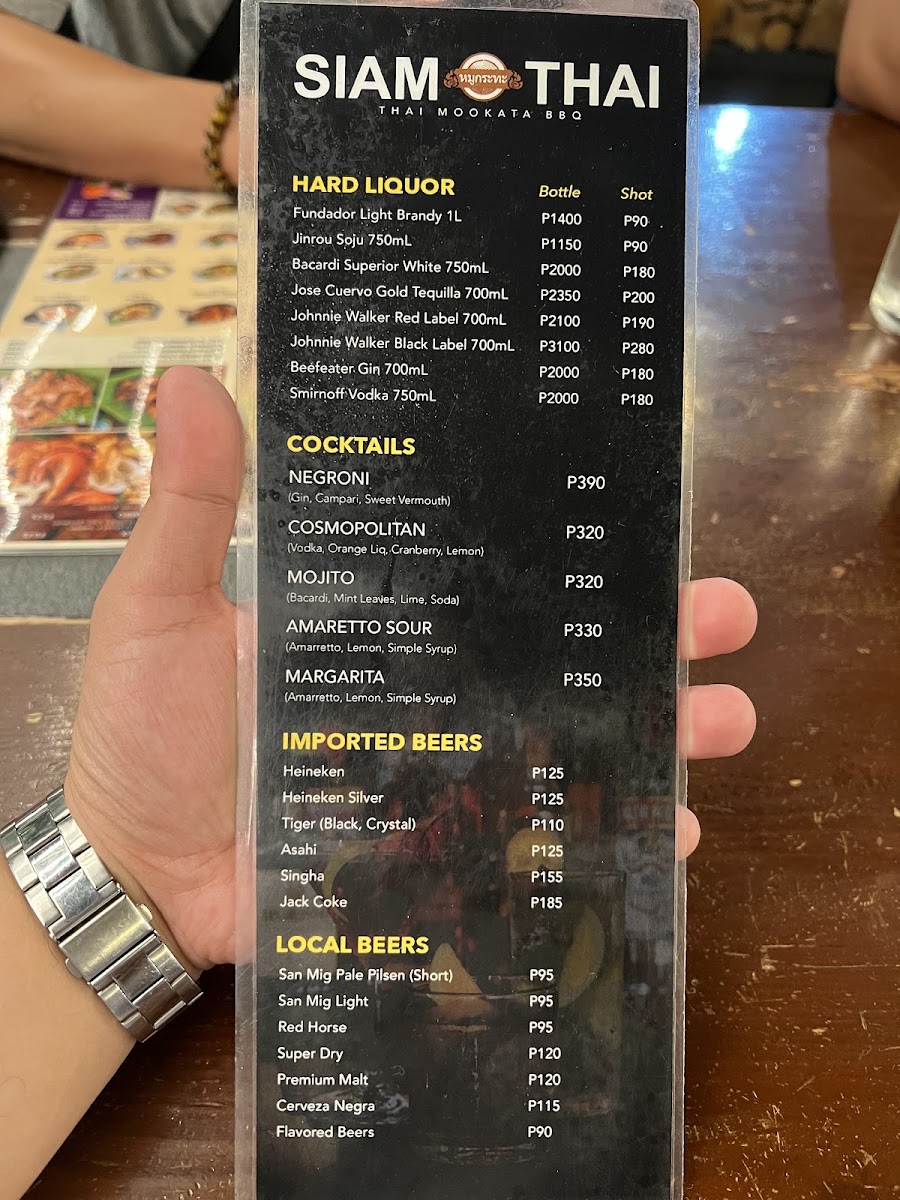 SIAM หมูกระทะ THAI
THAI MOOKATA BBQ
HARD LIQUOR Bottle Shot
Fundador Light Brandy 1L P1400 P90
Jinrou Soju 750mL P1150 P90
Bacardi Superior White 750mL P2000 P180
Jose Cuervo Gold Tequilla 700mL P2350 P200
Johnnie Walker Red Label 700mL P2100 P190
Johnnie Walker Black Label 700mL P3100 P280
Beefeater Gin 700mL P2000 P180
Smirnoff Vodka 750mL P2000 P180
COCKTAILS
NEGRONI P390
(Gin, Campari, Sweet Vermouth)
COSMOPOLITAN P320
(Vodka, Orange Liq, Cranberry, Lemon)
MOJITO P320
(Bacardi, Mint Leaves, Lime, Soda)
AMARETTO SOUR P330
(Amarretto, Lemon, Simple Syrup)
MARGARITA P350
(Amarretto, Lemon, Simple Syrup)
IMPORTED BEERS
Heineken P125
Heineken Silver P125
Tiger (Black, Crystal) P110
Asahi P125
Singha P155
Jack Coke P185
LOCAL BEERS
San Mig Pale Pilsen (Short) P95
San Mig Light P95
Red Horse P95
Super Dry P120
Premium Malt P120
Cerveza Negra P115
Flavored Beers P90